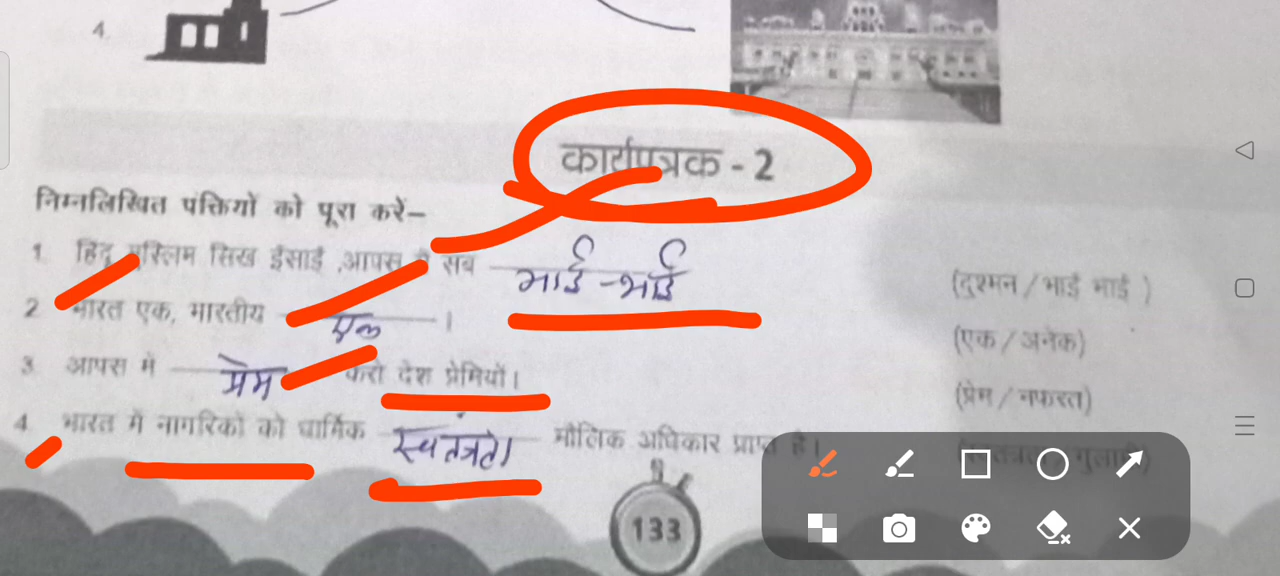 4.
कार्यपत्रक - 2
निम्नलिखित पंक्तियों को पूरा करें–
1. हिंदू मुस्लिम सिख ईसाई ,आपस में सब भाई - भाई (दुश्मन / भाई भाई )
2 भारत एक, भारतीय एक । (एक / अनेक)
3 आपस में प्रेम करो देश प्रेमियों। (प्रेम / नफरत)
4 भारत में नागरिकों को धार्मिक स्वतंत्रता मौलिक अधिकार प्राप्त है।
133